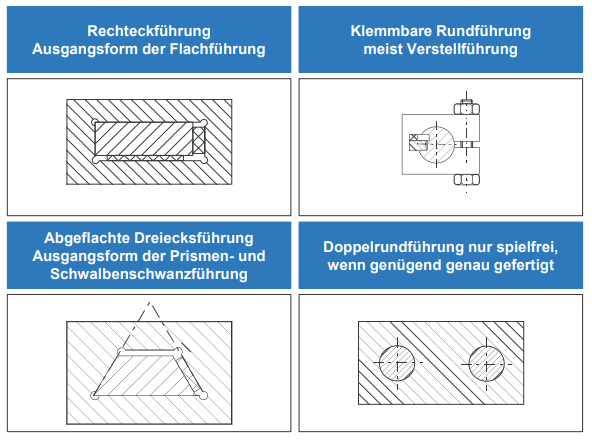 Rechteckführung
Ausgangsform der Flachführung
Klemmbare Rundführung
meist Verstellführung
Abgeflachte Dreiecksführung
Ausgangsform der Prismen- und
Schwalbenschwanzführung
Doppelrundführung nur spielfrei,
wenn genügend genau gefertigt